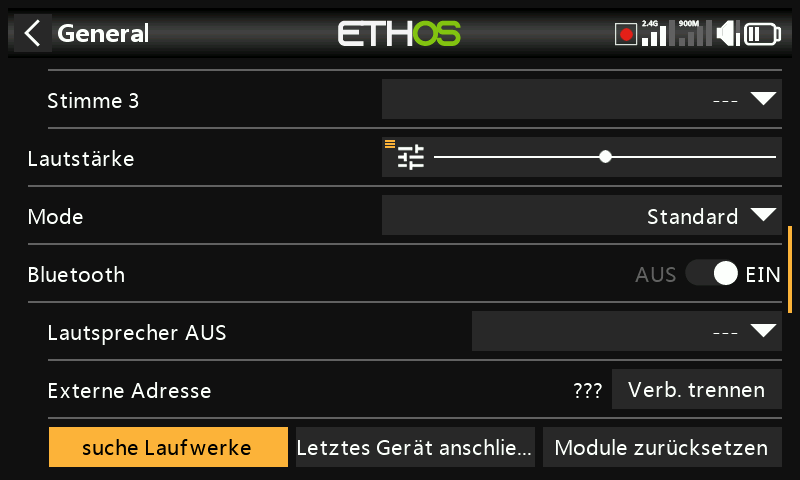 General
ETHOS
2.4G
900M
Stimme 3
---
Lautstärke
Mode
Standard
Bluetooth
AUS
EIN
Lautsprecher AUS
---
Externe Adresse
???
Verb. trennen
suche Laufwerke
Letztes Gerät anschlie...
Module zurücksetzen